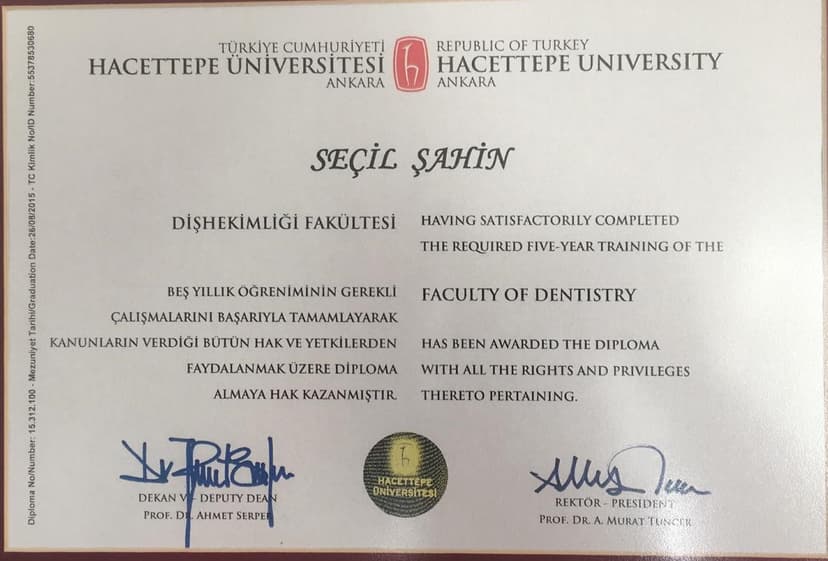 TÜRKİYE CUMHURİYETİ
HACETTEPE ÜNİVERSİTESİ
ANKARA
REPUBLIC OF TURKEY
HACETTEPE UNIVERSITY
ANKARA
SEÇİL ŞAHİN
DİŞHEKİMLİĞİ FAKÜLTESİ
BEŞ YILLIK ÖĞRENİMİNİN GEREKLİ
ÇALIŞMALARINI BAŞARIYLA TAMAMLAYARAK
KANUNLARIN VERDİĞİ BÜTÜN HAK VE YETKİLERDEN
FAYDALANMAK ÜZERE DİPLOMA
ALMAYA HAK KAZANMIŞTIR.
HAVING SATISFACTORILY COMPLETED
THE REQUIRED FIVE-YEAR TRAINING OF THE
FACULTY OF DENTISTRY
HAS BEEN AWARDED THE DIPLOMA
WITH ALL THE RIGHTS AND PRIVILEGES
THERETO PERTAINING.
DEKAN V - DEPUTY DEAN
PROF. DR. AHMET SERPER
HACETTEPE
ÜNİVERSİTESİ
REKTÖR - PRESIDENT
PROF. DR. A. MURAT TUNCER
Diploma No/Number: 15.312.100 - Mezuniyet Tarihi/Graduation Date:26/08/2015 - TC Kimlik No/ID Number:55378530680